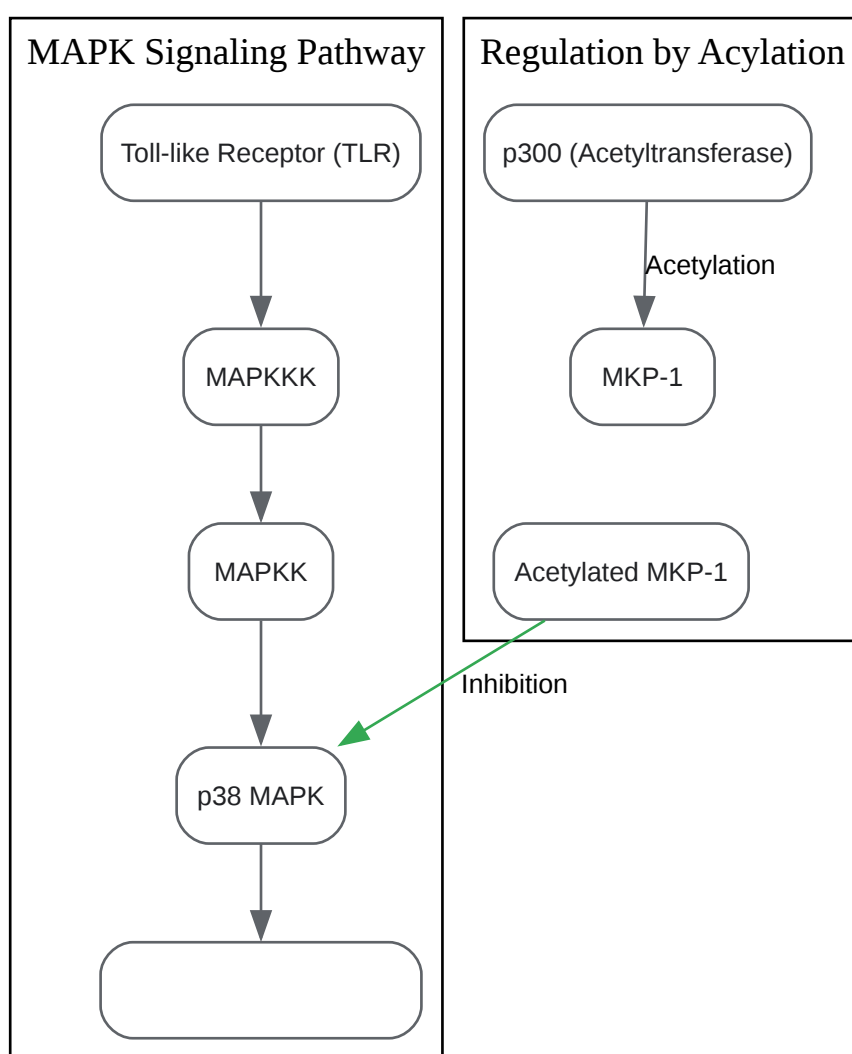 MAPK Signaling Pathway
Toll-like Receptor (TLR)
MAPKKK
MAPKK
p38 MAPK
Regulation by Acylation
p300 (Acetyltransferase)
Acetylation
MKP-1
Acetylated MKP-1
Inhibition